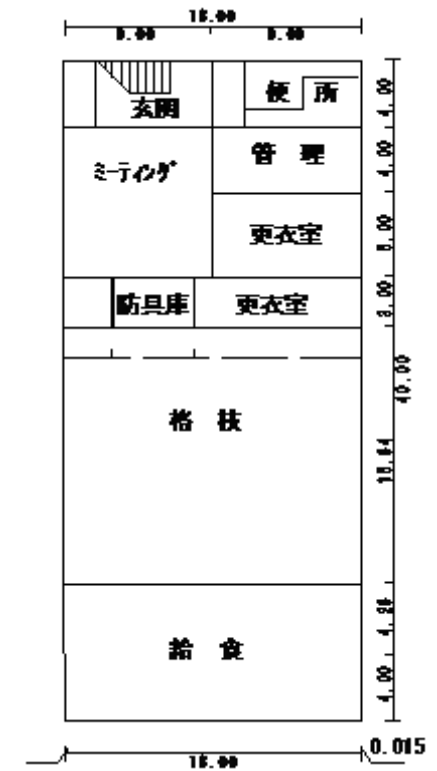 18.00
9.00
9.00
便 所
玄関
4.00
管 理
ミーティング
4.00
更衣室
防具庫
更衣室
3.00
40.00
格 技
給 食
4.00
0.015
18.00